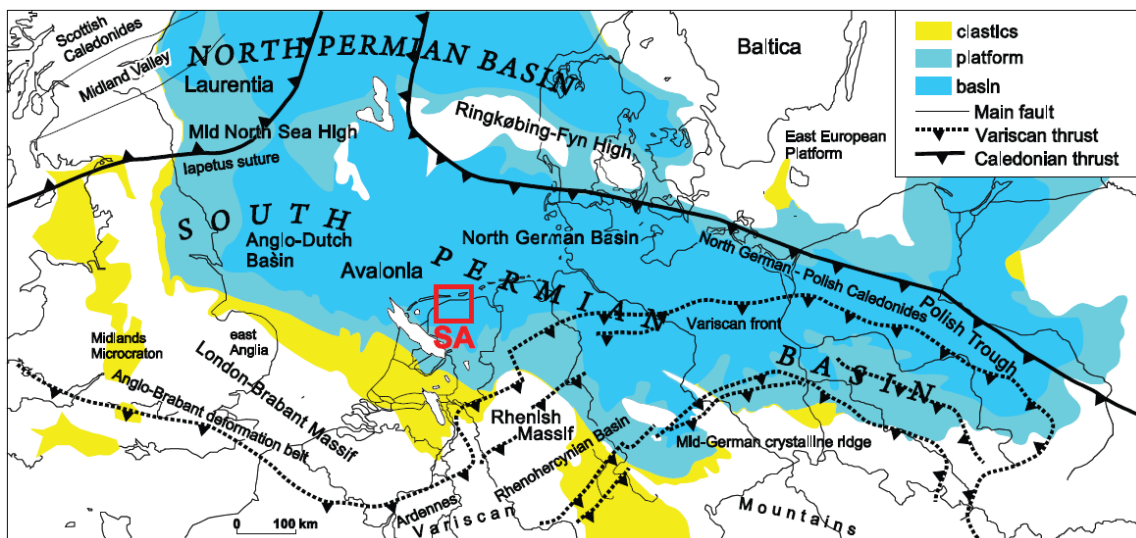 Scottish
Caledonides
Midland Valley
NORTH PERMIAN BASIN
Laurentia
Mid North Sea High
Iapetus suture
Ringkøbing-Fyn High
Baltica
East European
Platform
clastics
platform
basin
Main fault
Variscan thrust
Caledonian thrust
SOUTH
PERMIAN
BASIN
Anglo-Dutch
Basin
North German Basin
Avalonia
SA
North German - Polish Caledonides
Polish Trough
Variscan front
Midlands
Microcraton
east
Anglia
London-Brabant Massif
Anglo-Brabant deformation belt
Rhenish
Massif
Rhenohercynian Basin
Mid-German crystalline ridge
Ardennes
Variscan
Mountains
0 100 km